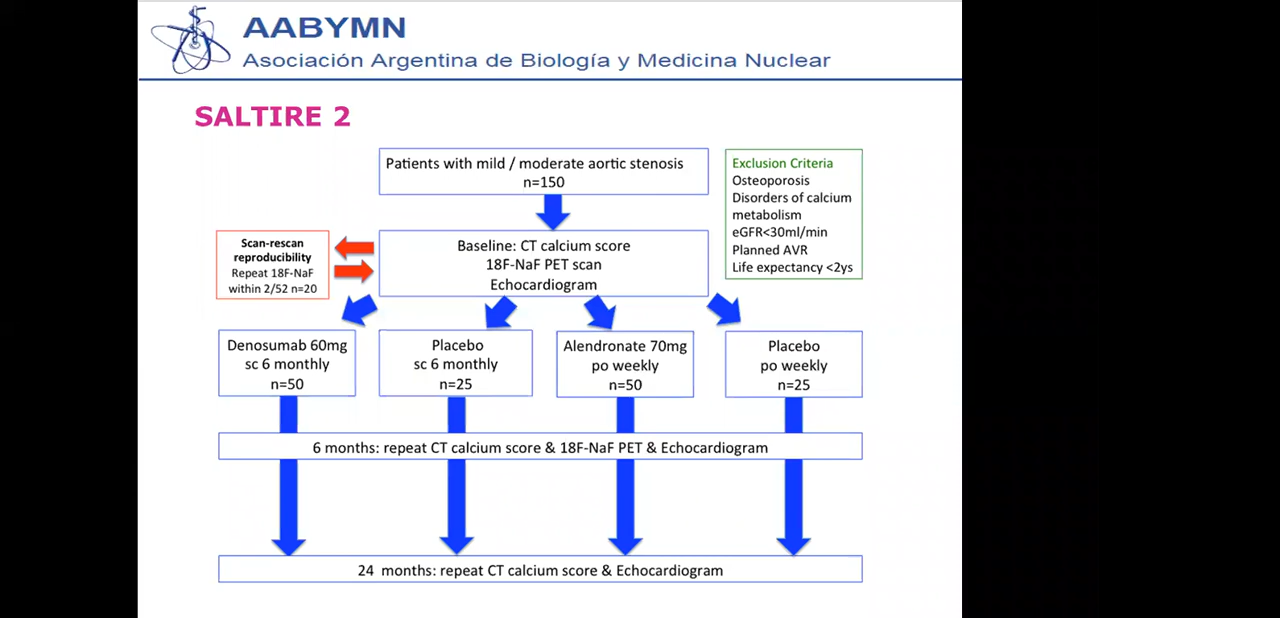 AABYMN
Asociación Argentina de Biología y Medicina Nuclear
SALTIRE 2
Patients with mild / moderate aortic stenosis
n=150
Exclusion Criteria
Osteoporosis
Disorders of calcium
metabolism
eGFR<30ml/min
Planned AVR
Life expectancy <2ys
Scan-rescan
reproducibility
Repeat 18F-NaF
within 2/52 n=20
Baseline: CT calcium score
18F-NaF PET scan
Echocardiogram
Denosumab 60mg
sc 6 monthly
n=50
Placebo
sc 6 monthly
n=25
Alendronate 70mg
po weekly
n=50
Placebo
po weekly
n=25
6 months: repeat CT calcium score & 18F-NaF PET & Echocardiogram
24 months: repeat CT calcium score & Echocardiogram